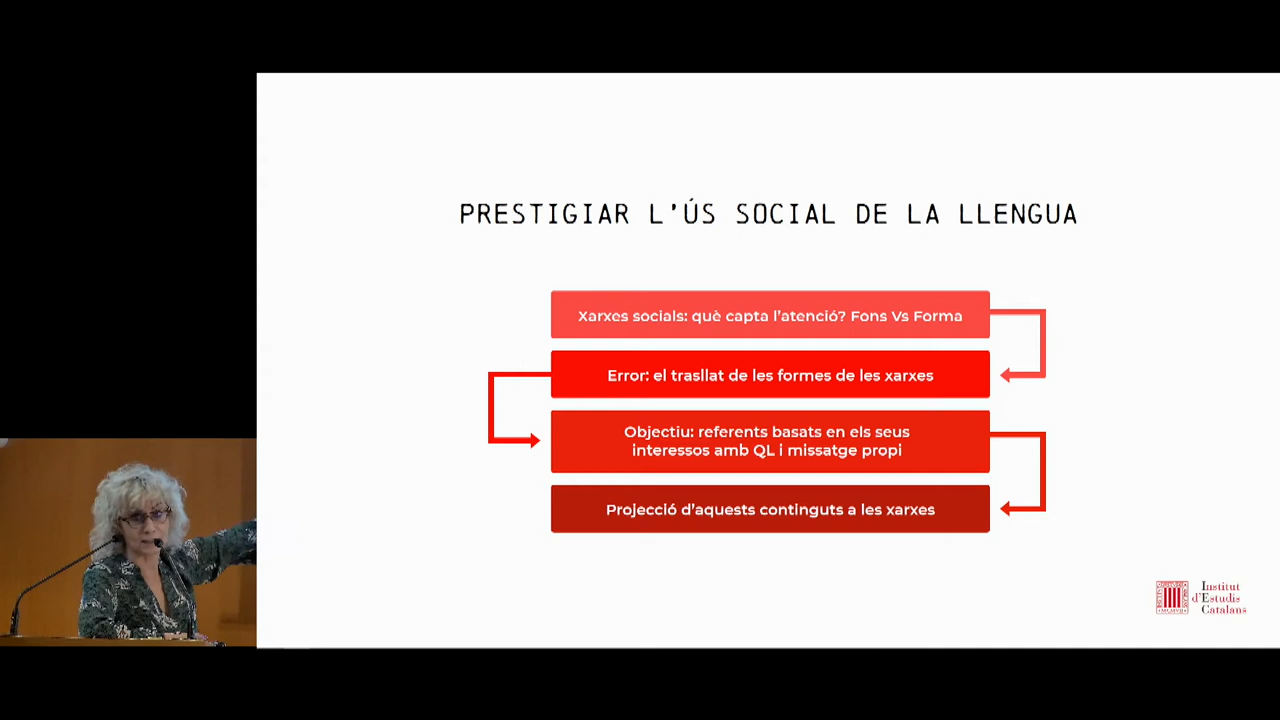 PRESTIGIAR L'ÚS SOCIAL DE LA LLENGUA
Xarxes socials: què capta l'atenció? Fons Vs Forma
Error: el trasllat de les formes de les xarxes
Objectiu: referents basats en els seus
interessos amb QL i missatge propi
Projecció d'aquests continguts a les xarxes
Institut
d'Estudis
Catalans